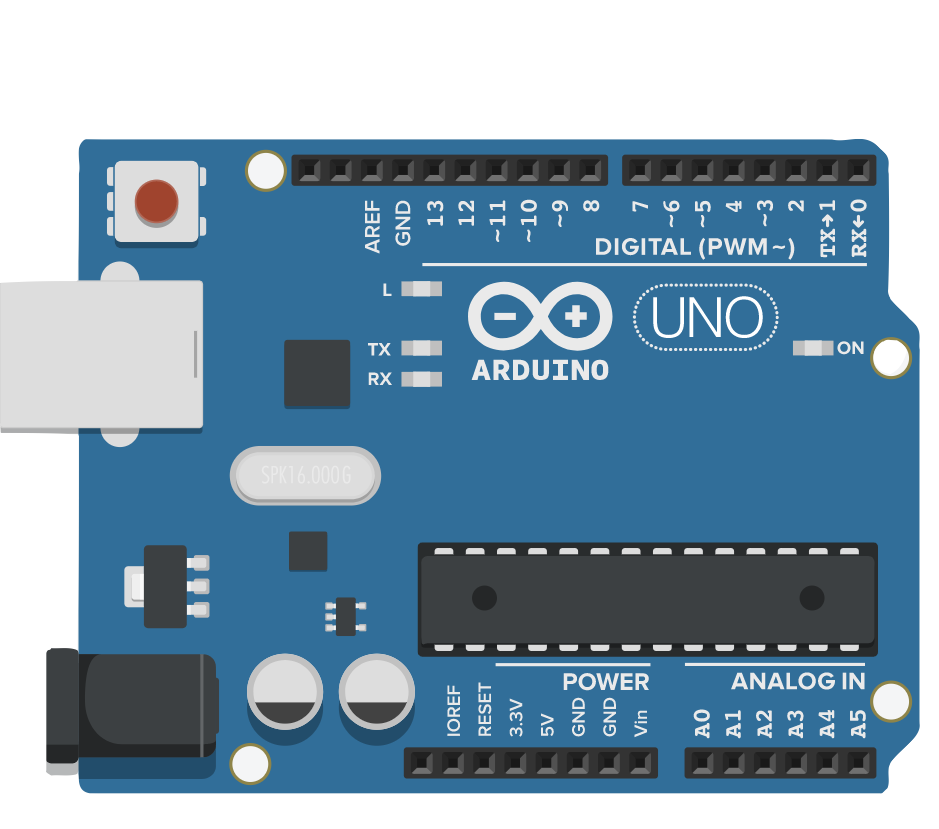 AREF GND 13 12 ~11 ~10 ~9 8 7 ~6 ~5 4 ~3 2 TX→1 RX←0
DIGITAL (PWM~)
L
UNO
TX
ON
RX
ARDUINO
SPK16.000G
POWER
ANALOG IN
IOREF RESET 3.3V 5V GND GND Vin A0 A1 A2 A3 A4 A5